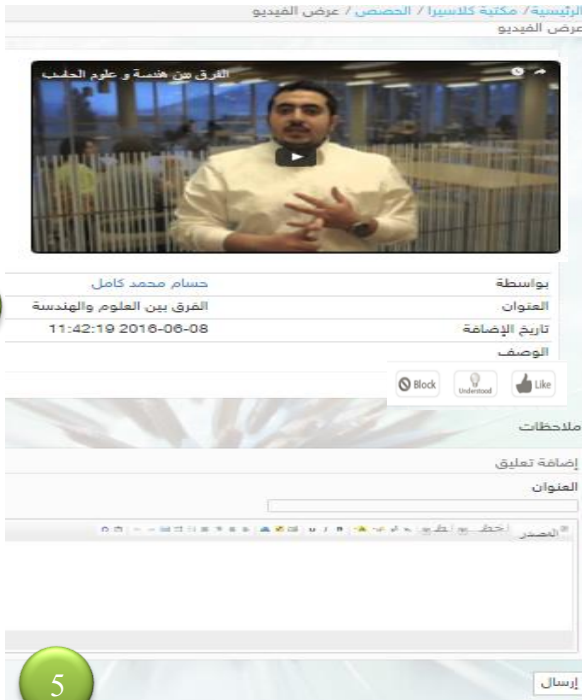 الرئيسية / مكتبة كلاسيرا / الحصص / عرض الفيديو
عرض الفيديو
الفرق بين هندسة و علوم الحاسب
بواسطة حسام محمد كامل
العنوان الفرق بين العلوم والهندسة
تاريخ الإضافة 2016-06-08 11:42:19
الوصف
Block Understood Like
ملاحظات
إضافة تعليق
العنوان
المصدر
إرسال
5